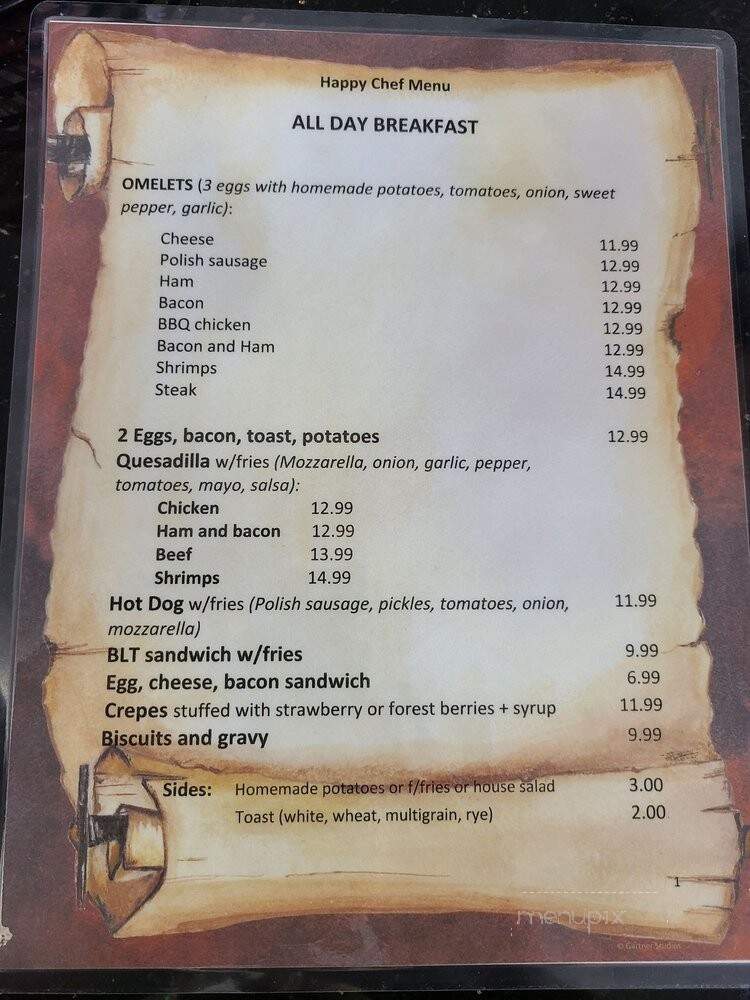 Happy Chef Menu
ALL DAY BREAKFAST
OMELETS (3 eggs with homemade potatoes, tomatoes, onion, sweet
pepper, garlic):
Cheese 11.99
Polish sausage 12.99
Ham 12.99
Bacon 12.99
BBQ chicken 12.99
Bacon and Ham 12.99
Shrimps 14.99
Steak 14.99
2 Eggs, bacon, toast, potatoes 12.99
Quesadilla w/fries (Mozzarella, onion, garlic, pepper,
tomatoes, mayo, salsa):
Chicken 12.99
Ham and bacon 12.99
Beef 13.99
Shrimps 14.99
Hot Dog w/fries (Polish sausage, pickles, tomatoes, onion, 11.99
mozzarella)
BLT sandwich w/fries 9.99
Egg, cheese, bacon sandwich 6.99
Crepes stuffed with strawberry or forest berries + syrup 11.99
Biscuits and gravy 9.99
Sides: Homemade potatoes or f/fries or house salad 3.00
Toast (white, wheat, multigrain, rye) 2.00
1
menupix
© Gartner Studios